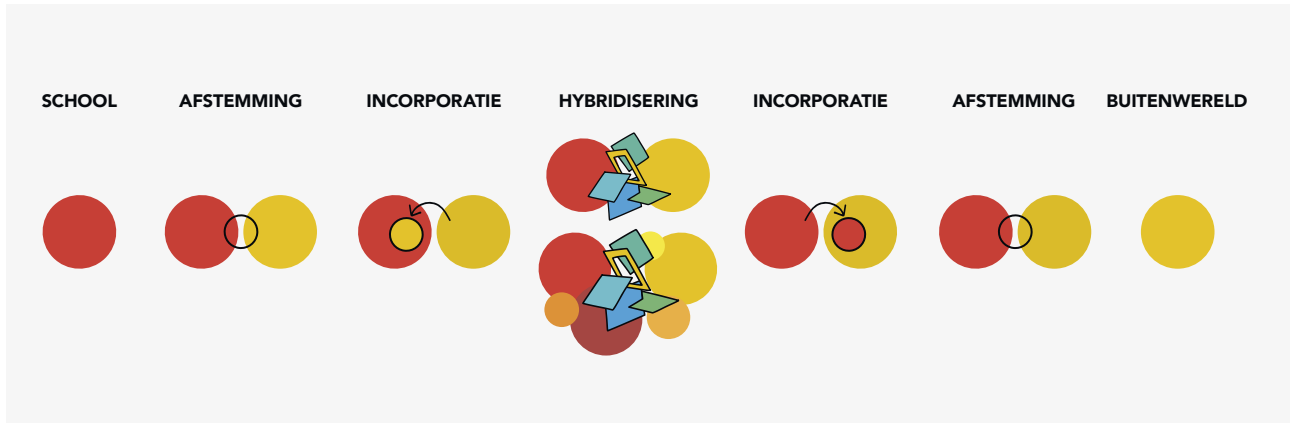 SCHOOL
AFSTEMMING
INCORPORATIE
HYBRIDISERING
INCORPORATIE
AFSTEMMING
BUITENWERELD